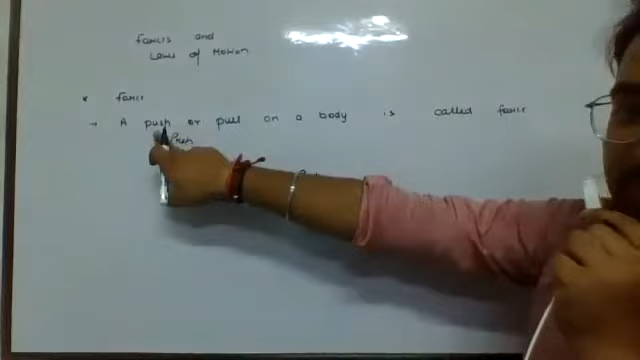 Forces and
Laws of Motion
* Force
→ A push or pull on a body is called force
Push